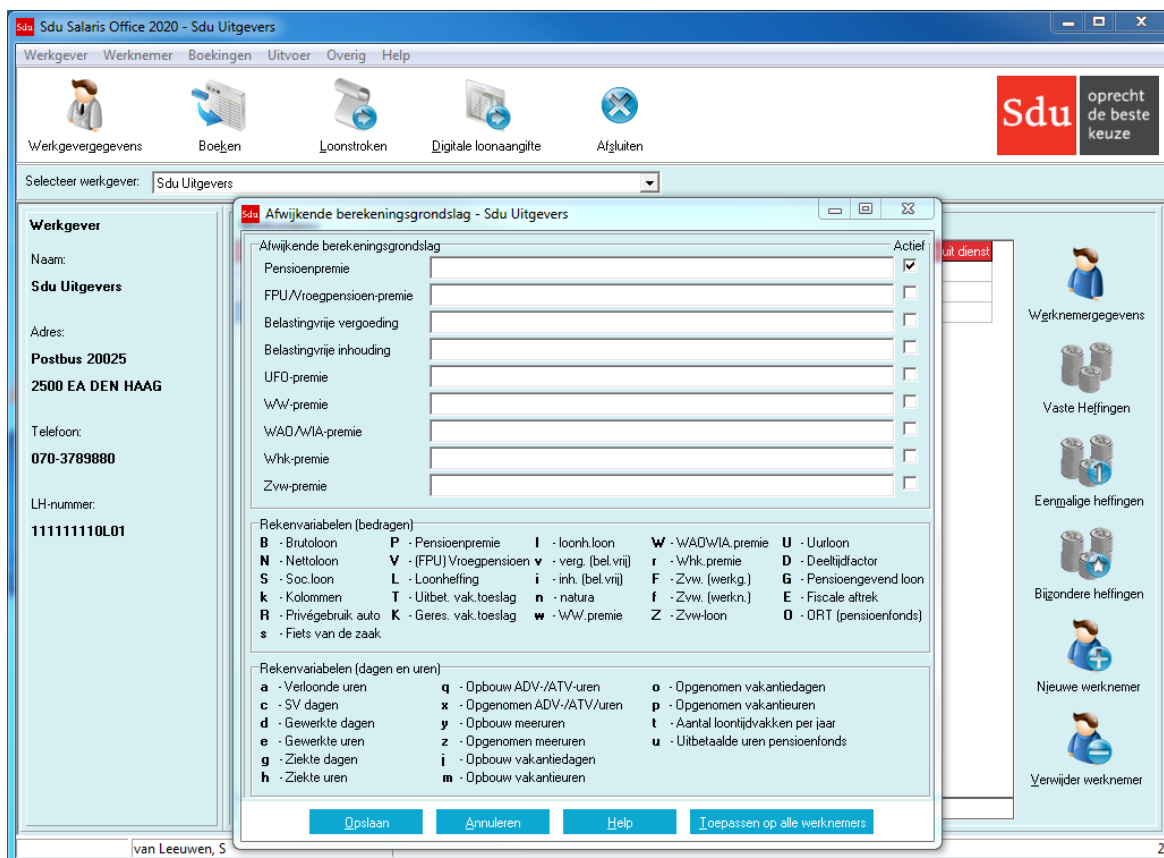 Sdu Sdu Salaris Office 2020 - Sdu Uitgevers
Werkgever Werknemer Boekingen Uitvoer Overig Help
Werkgevergegevens Boeken Loonstroken Digitale loonaangifte Afsluiten
Sdu oprecht
de beste
keuze
Selecteer werkgever: Sdu Uitgevers
Werkgever
Naam:
Sdu Uitgevers
Adres:
Postbus 20025
2500 EA DEN HAAG
Telefoon:
070-3789880
LH-nummer:
111111110L01
Sdu Afwijkende berekeningsgrondslag - Sdu Uitgevers
Afwijkende berekeningsgrondslag Actief
Pensioenpremie
FPU/Vroegpensioen-premie
Belastingvrije vergoeding
Belastingvrije inhouding
UFO-premie
WW-premie
WAO/WIA-premie
Whk-premie
Zvw-premie
Rekenvariabelen (bedragen)
B - Brutoloon P - Pensioenpremie l - loonh.loon W - WAOWIA.premie U - Uurloon
N - Nettoloon V - (FPU) Vroegpensioen v - verg. (bel.vrij) r - Whk.premie D - Deeltijdfactor
S - Soc.loon L - Loonheffing i - inh. (bel.vrij) F - Zvw. (werkg.) G - Pensioengevend loon
k - Kolommen T - Uitbet. vak.toeslag n - natura f - Zvw. (werkn.) E - Fiscale aftrek
R - Privégebruik auto K - Geres. vak.toeslag w - WW.premie Z - Zvw-loon O - ORT (pensioenfonds)
s - Fiets van de zaak
Rekenvariabelen (dagen en uren)
a - Verloonde uren q - Opbouw ADV-/ATV-uren o - Opgenomen vakantiedagen
c - SV dagen x - Opgenomen ADV-/ATV/uren p - Opgenomen vakantieuren
d - Gewerkte dagen y - Opbouw meeruren t - Aantal loontijdvakken per jaar
e - Gewerkte uren z - Opgenomen meeruren u - Uitbetaalde uren pensioenfonds
g - Ziekte dagen j - Opbouw vakantiedagen
h - Ziekte uren m - Opbouw vakantieuren
Opslaan Annuleren Help Toepassen op alle werknemers
uit dienst
Werknemergegevens
Vaste Heffingen
1
Eenmalige heffingen
Bijzondere heffingen
Nieuwe werknemer
Verwijder werknemer
van Leeuwen, S 2